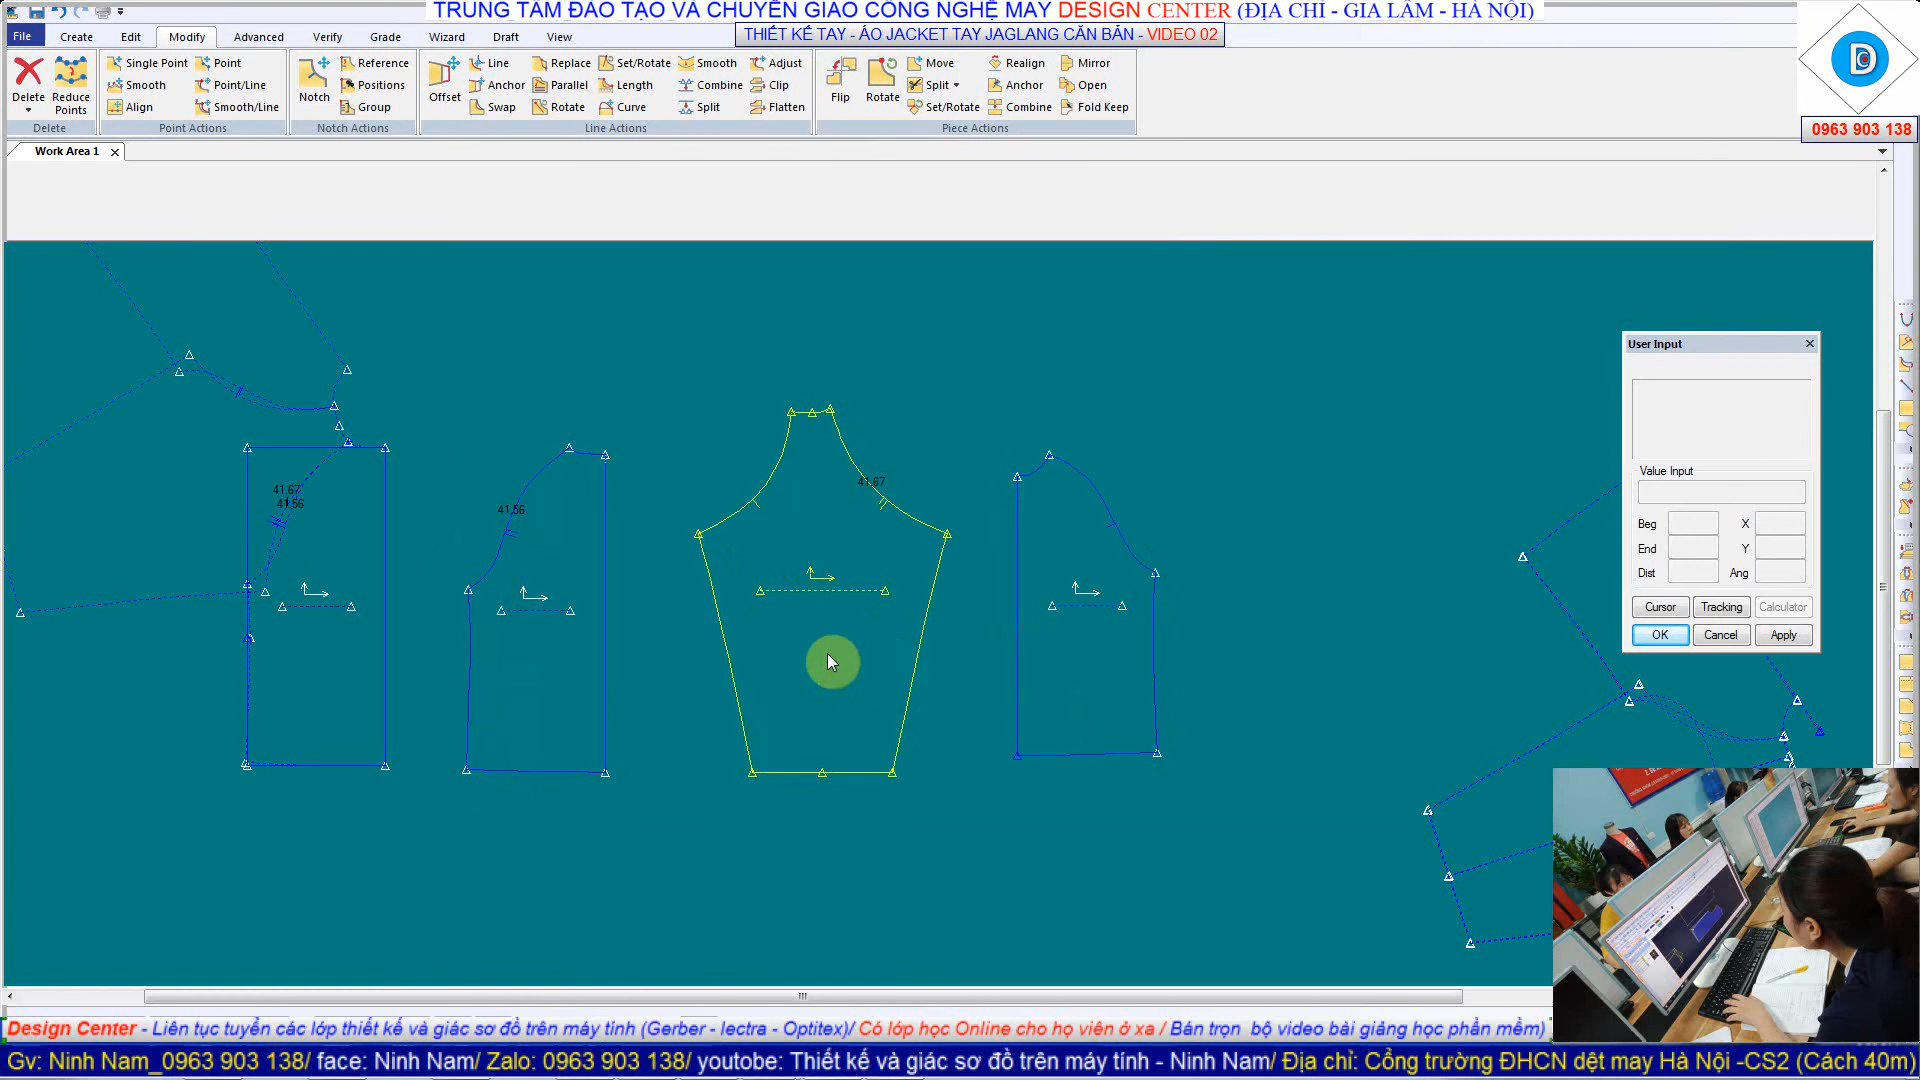 TRUNG TÂM ĐÀO TẠO VÀ CHUYỂN GIAO CÔNG NGHỆ MAY DESIGN CENTER (ĐỊA CHỈ - GIA LÂM - HÀ NỘI)
THIẾT KẾ TAY - ÁO JACKET TAY JAGLANG CĂN BẢN - VIDEO 02
File Create Edit Modify Advanced Verify Grade Wizard Draft View
Single Point Point Reference Line Replace Set/Rotate Smooth Adjust Move Realign Mirror
Smooth Point/Line Positions Anchor Parallel Length Combine Clip Split Anchor Open
Delete Reduce Points Notch Offset Flip Rotate
Align Smooth/Line Group Swap Rotate Curve Split Flatten Set/Rotate Combine Fold Keep
Delete Point Actions Notch Actions Line Actions Piece Actions
0963 903 138
Work Area 1
User Input
41.67
41.56
41.56
41.67
Value Input
Beg X
End Y
Dist Ang
Cursor Tracking Calculator
OK Cancel Apply
Design Center - Liên tục tuyển các lớp thiết kế và giác sơ đồ trên máy tính (Gerber - lectra - Optitex)/ Có lớp học Online cho họ viên ở xa / Bán trọn bộ video bài giảng học phần mềm)
Gv: Ninh Nam_0963 903 138/ face: Ninh Nam/ Zalo: 0963 903 138/ youtobe: Thiết kế và giác sơ đồ trên máy tính - Ninh Nam/ Địa chỉ: Cổng trường ĐHCN dệt may Hà Nội -CS2 (Cách 40m)